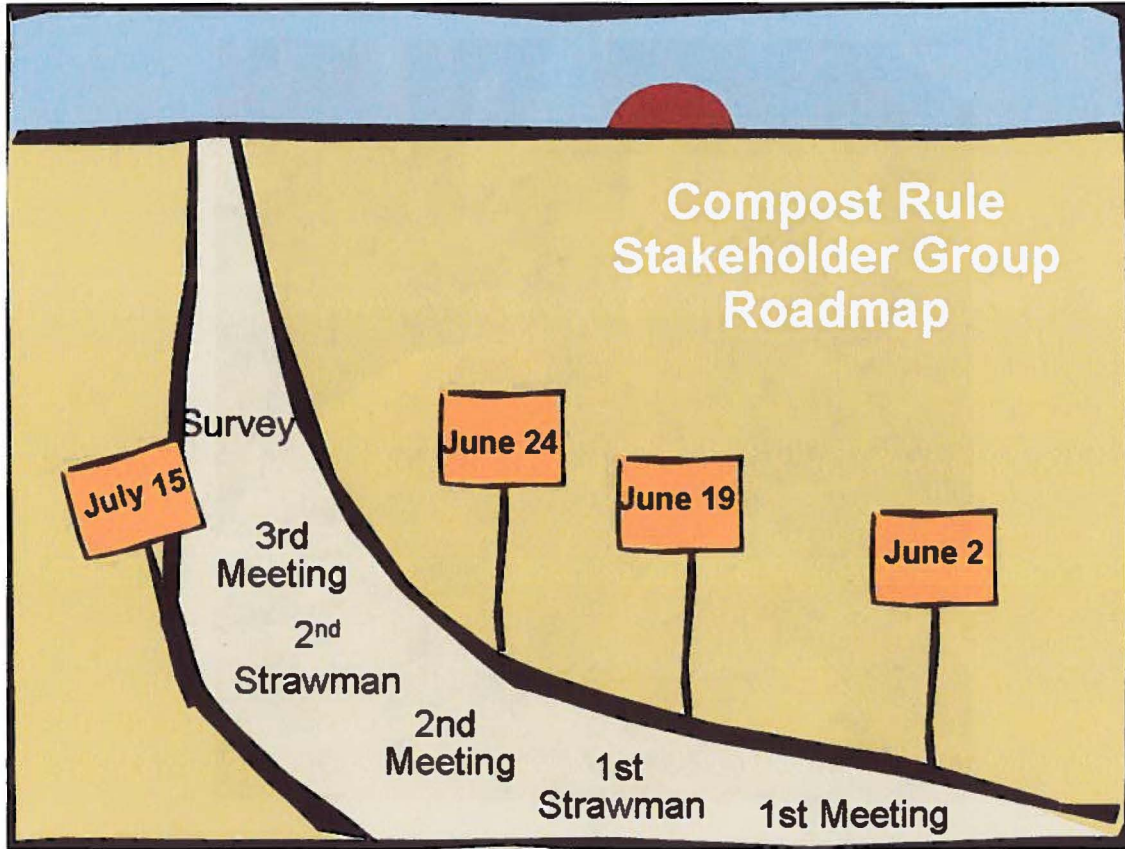 Compost Rule
Stakeholder Group
Roadmap
Survey
June 24
July 15
June 19
3rd
Meeting
June 2
2nd
Strawman
2nd
Meeting
1st
Strawman
1st Meeting